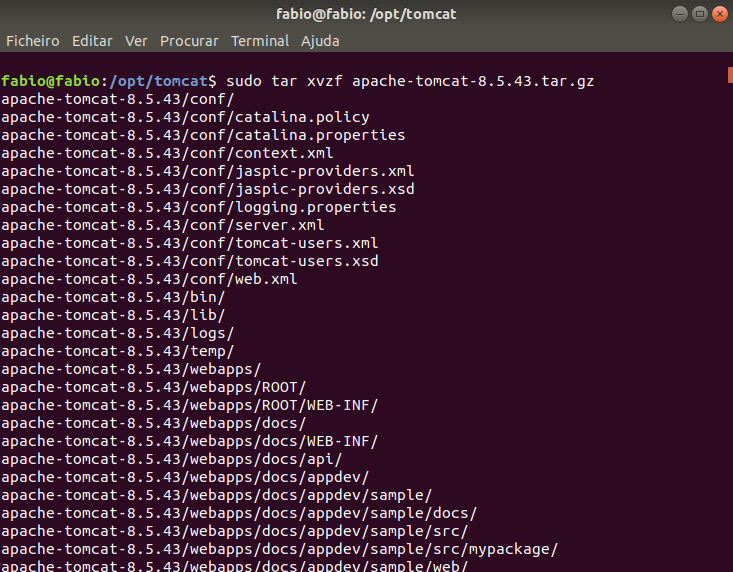 fabio@fabio: /opt/tomcat
Ficheiro Editar Ver Procurar Terminal Ajuda
fabio@fabio:/opt/tomcat$ sudo tar xvzf apache-tomcat-8.5.43.tar.gz
apache-tomcat-8.5.43/conf/
apache-tomcat-8.5.43/conf/catalina.policy
apache-tomcat-8.5.43/conf/catalina.properties
apache-tomcat-8.5.43/conf/context.xml
apache-tomcat-8.5.43/conf/jaspic-providers.xml
apache-tomcat-8.5.43/conf/jaspic-providers.xsd
apache-tomcat-8.5.43/conf/logging.properties
apache-tomcat-8.5.43/conf/server.xml
apache-tomcat-8.5.43/conf/tomcat-users.xml
apache-tomcat-8.5.43/conf/tomcat-users.xsd
apache-tomcat-8.5.43/conf/web.xml
apache-tomcat-8.5.43/bin/
apache-tomcat-8.5.43/lib/
apache-tomcat-8.5.43/logs/
apache-tomcat-8.5.43/temp/
apache-tomcat-8.5.43/webapps/
apache-tomcat-8.5.43/webapps/ROOT/
apache-tomcat-8.5.43/webapps/ROOT/WEB-INF/
apache-tomcat-8.5.43/webapps/docs/
apache-tomcat-8.5.43/webapps/docs/WEB-INF/
apache-tomcat-8.5.43/webapps/docs/api/
apache-tomcat-8.5.43/webapps/docs/appdev/
apache-tomcat-8.5.43/webapps/docs/appdev/sample/
apache-tomcat-8.5.43/webapps/docs/appdev/sample/docs/
apache-tomcat-8.5.43/webapps/docs/appdev/sample/src/
apache-tomcat-8.5.43/webapps/docs/appdev/sample/src/mypackage/
apache-tomcat-8.5.43/webapps/docs/appdev/sample/web/